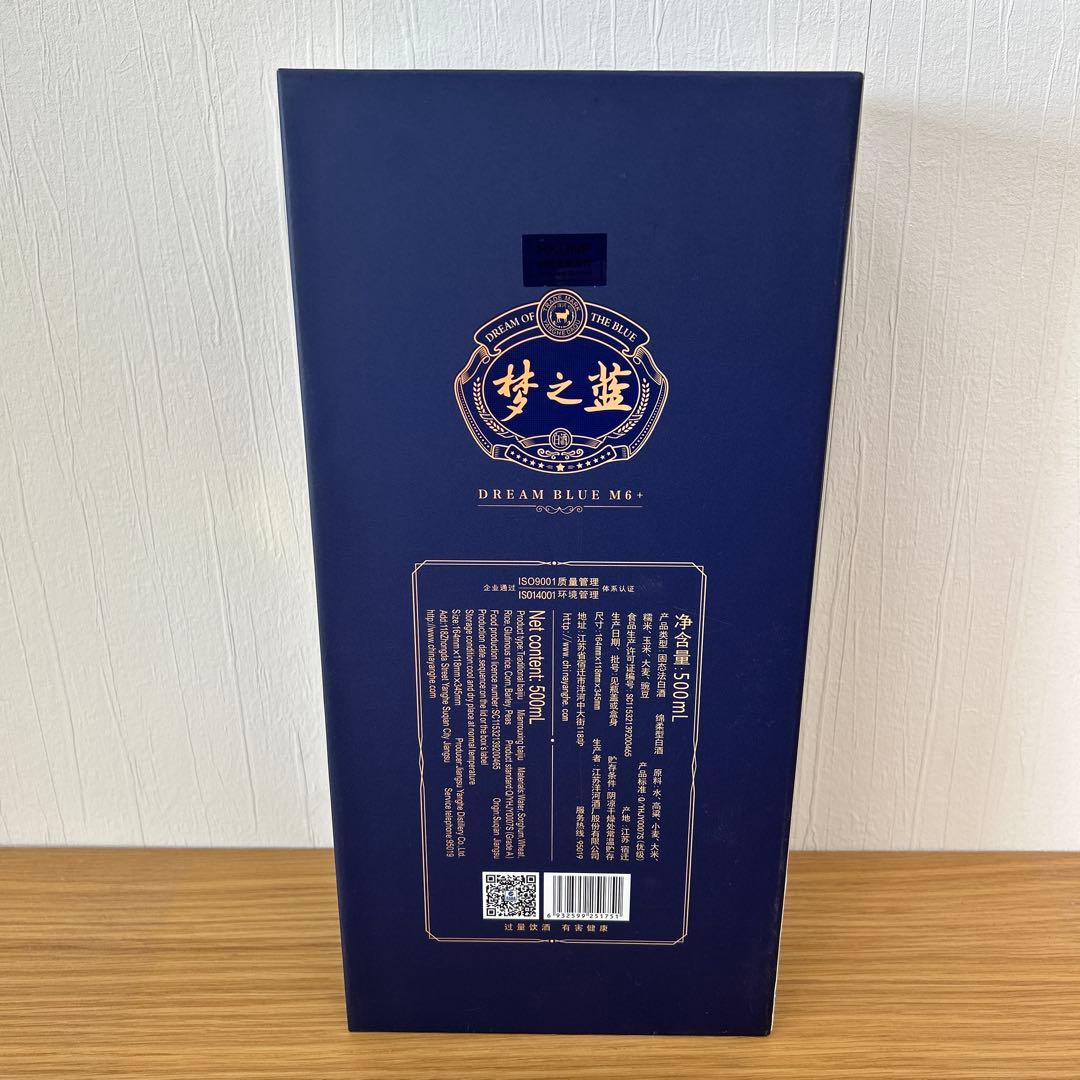 TRADE MARK
DREAM OF THE BLUE
梦之蓝
白酒
DREAM BLUE M6+
企业通过 ISO9001质量管理 体系认证
ISO14001环境管理
净含量:500mL
产品类型:固态法白酒 绵柔型白酒 原料:水、高粱、小麦、大米、
糯米、玉米、大麦、豌豆 产品标准:Q/YHJY0007S(优级)
食品生产许可证编号:SC11532139200465 产地:江苏 宿迁
生产日期、批号:见瓶盖或盒身 贮存条件:阴凉干燥处常温贮存
尺寸:164mm×118mm×345mm 生产者:江苏洋河酒厂股份有限公司
地址:江苏省宿迁市洋河中大街118号 服务热线:95019
http://www.chinayanghe.com
Net content: 500mL
Product type:Traditional baijiu Mianrouxing baijiu Materials:Water, Sorghum, Wheat,
Rice, Glutinous rice, Corn, Barley, Peas Product standard:Q/YHJY0007S (Grade A)
Food production licence number:SC11532139200465 Origin:Suqian Jiangsu
Production date sequence:on the lid or the box's label
Storage condition:cool and dry place at normal temperature
Size:164mm×118mm×345mm Producer:Jiangsu Yanghe Distillery Co., Ltd.
Add:118Zhongda Street Yanghe Suqian City Jiangsu Service telephone:95019
http://www.chinayanghe.com
6 932599 251751
过量饮酒 有害健康